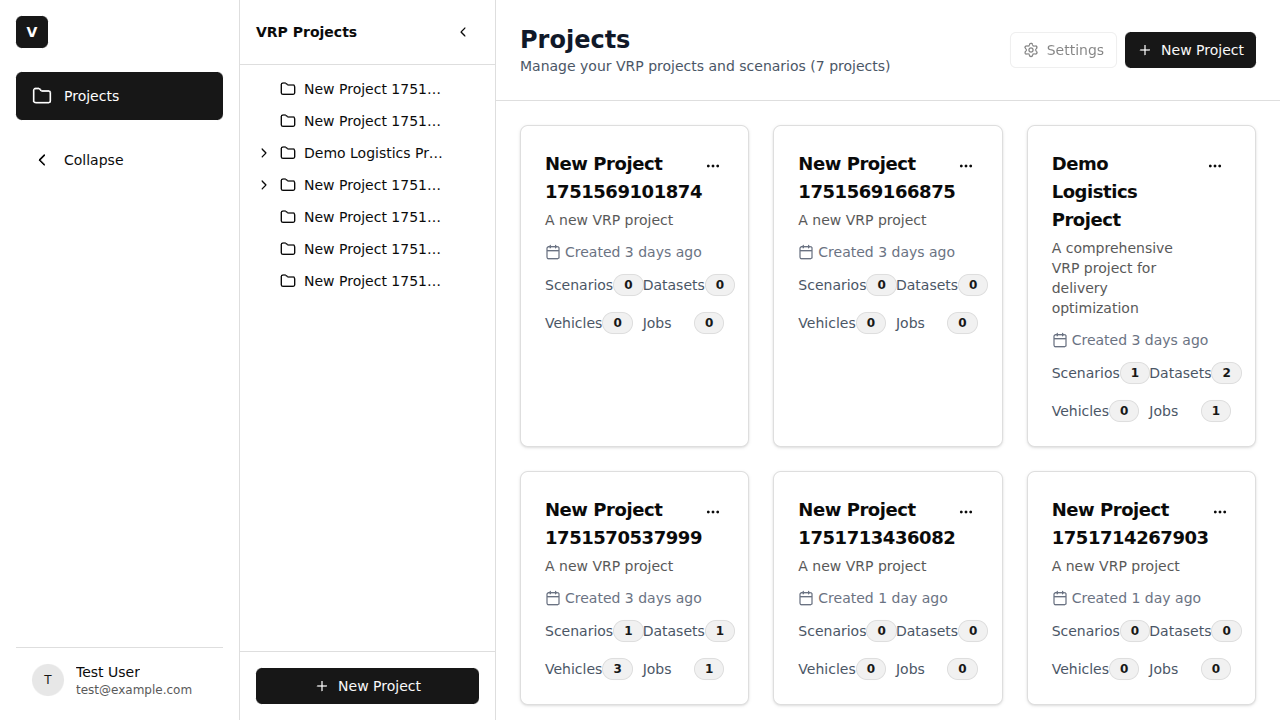 V
Projects
Collapse
Test User
T
test@example.com
VRP Projects
New Project 1751...
New Project 1751...
Demo Logistics Pr...
New Project 1751...
New Project 1751...
New Project 1751...
New Project 1751...
New Project
Projects
Manage your VRP projects and scenarios (7 projects)
Settings
New Project
New Project
1751569101874
A new VRP project
Created 3 days ago
Scenarios 0 Datasets 0
Vehicles 0 Jobs 0
New Project
1751569166875
A new VRP project
Created 3 days ago
Scenarios 0 Datasets 0
Vehicles 0 Jobs 0
Demo
Logistics
Project
A comprehensive
VRP project for
delivery
optimization
Created 3 days ago
Scenarios 1 Datasets 2
Vehicles 0 Jobs 1
New Project
1751570537999
A new VRP project
Created 3 days ago
Scenarios 1 Datasets 1
Vehicles 3 Jobs 1
New Project
1751713436082
A new VRP project
Created 1 day ago
Scenarios 0 Datasets 0
Vehicles 0 Jobs 0
New Project
1751714267903
A new VRP project
Created 1 day ago
Scenarios 0 Datasets 0
Vehicles 0 Jobs 0